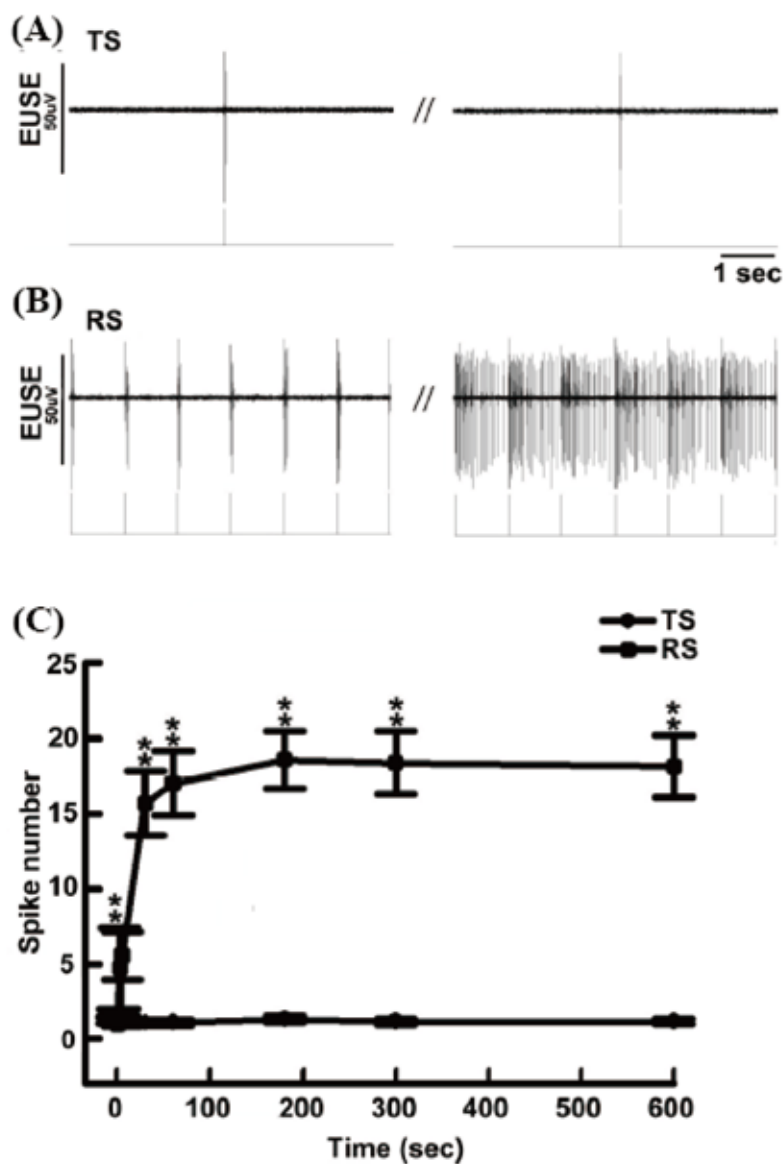 (A)
TS
EUSE
50uV
//
1 sec
(B)
RS
EUSE
50uV
//
(C)
TS
RS
25
20
15
10
5
0
Spike number
**
**
**
**
**
**
0 100 200 300 400 500 600
Time (sec)